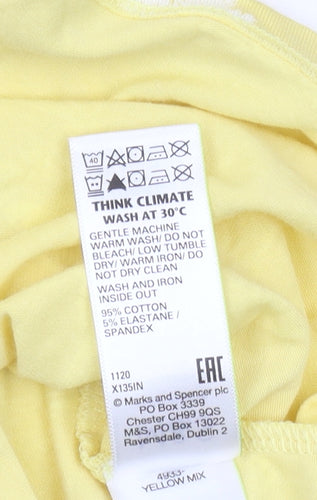 40
THINK CLIMATE
WASH AT 30°C
GENTLE MACHINE
WARM WASH/ DO NOT
BLEACH/ LOW TUMBLE
DRY/ WARM IRON/ DO
NOT DRY CLEAN
WASH AND IRON
INSIDE OUT
95% COTTON
5% ELASTANE /
SPANDEX
1120
X135IN
EAC
© Marks and Spencer plc
PO Box 3339
Chester CH99 9QS
M&S, PO Box 13022
Ravensdale, Dublin 2
4933-
YELLOW MIX